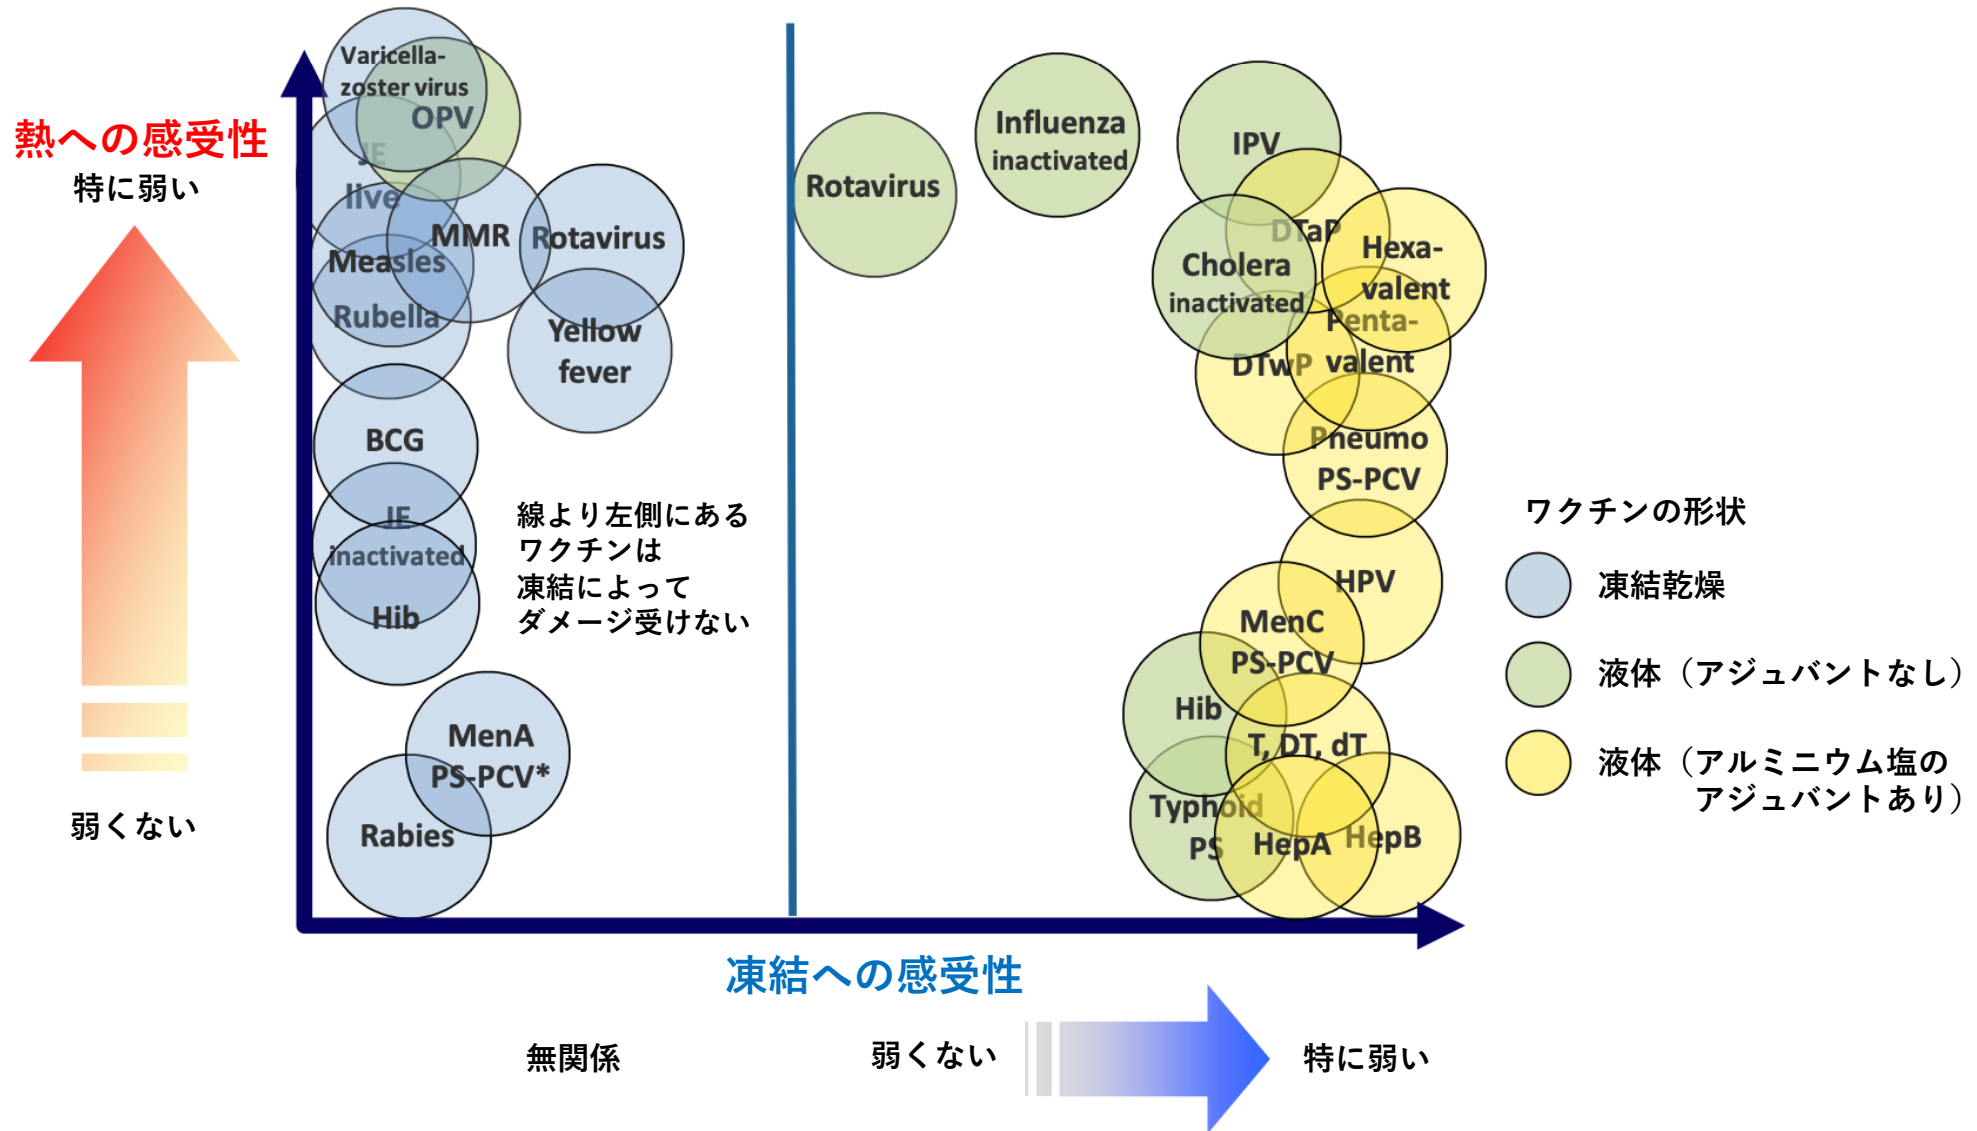 熱への感受性
特に弱い
弱くない
Varicella-
zoster virus
OPV
JE
live
MMR
Rotavirus
Measles
Rubella
Yellow
fever
BCG
JE
inactivated
Hib
MenA
PS-PCV*
Rabies
線より左側にある
ワクチンは
凍結によって
ダメージ受けない
Rotavirus
Influenza
inactivated
IPV
DTaP
Cholera
inactivated
Hexa-
valent
Penta-
valent
DTwP
Pneumo
PS-PCV
HPV
MenC
PS-PCV
Hib
T, DT, dT
Typhoid
PS
HepA
HepB
ワクチンの形状
凍結乾燥
液体（アジュバントなし）
液体（アルミニウム塩の
アジュバントあり）
凍結への感受性
無関係
弱くない
特に弱い